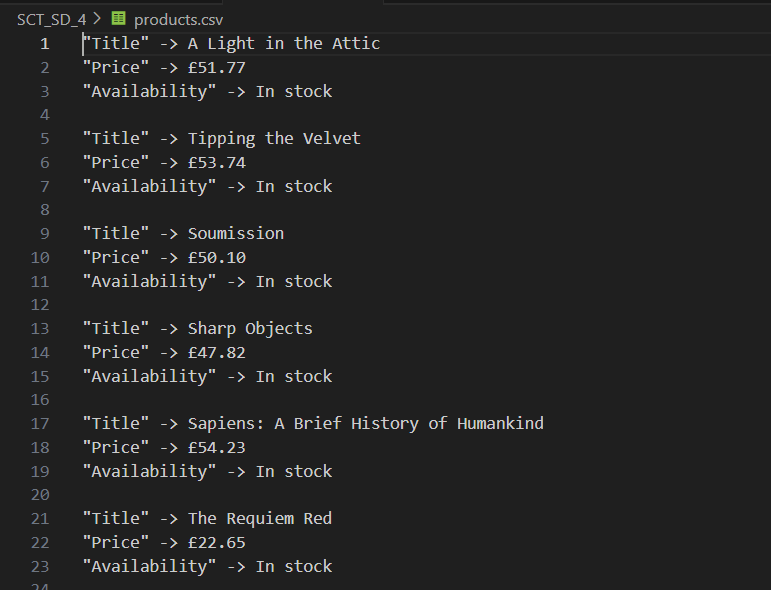 SCT_SD_4 > products.csv
1 "Title" -> A Light in the Attic
2 "Price" -> £51.77
3 "Availability" -> In stock
4
5 "Title" -> Tipping the Velvet
6 "Price" -> £53.74
7 "Availability" -> In stock
8
9 "Title" -> Soumission
10 "Price" -> £50.10
11 "Availability" -> In stock
12
13 "Title" -> Sharp Objects
14 "Price" -> £47.82
15 "Availability" -> In stock
16
17 "Title" -> Sapiens: A Brief History of Humankind
18 "Price" -> £54.23
19 "Availability" -> In stock
20
21 "Title" -> The Requiem Red
22 "Price" -> £22.65
23 "Availability" -> In stock
24